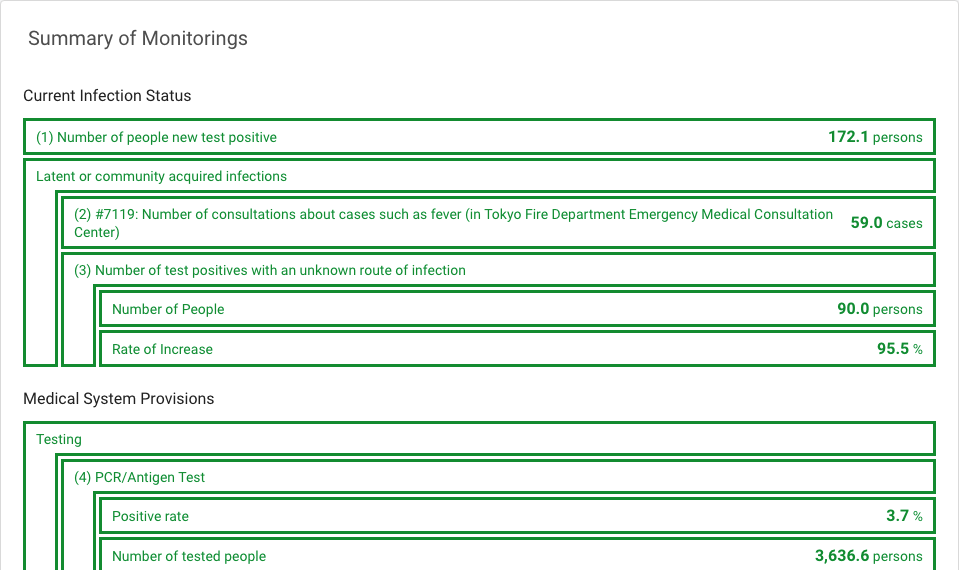 Summary of Monitorings
Current Infection Status
(1) Number of people new test positive 172.1 persons
Latent or community acquired infections
(2) #7119: Number of consultations about cases such as fever (in Tokyo Fire Department Emergency Medical Consultation
Center) 59.0 cases
(3) Number of test positives with an unknown route of infection
Number of People 90.0 persons
Rate of Increase 95.5 %
Medical System Provisions
Testing
(4) PCR/Antigen Test
Positive rate 3.7 %
Number of tested people 3,636.6 persons